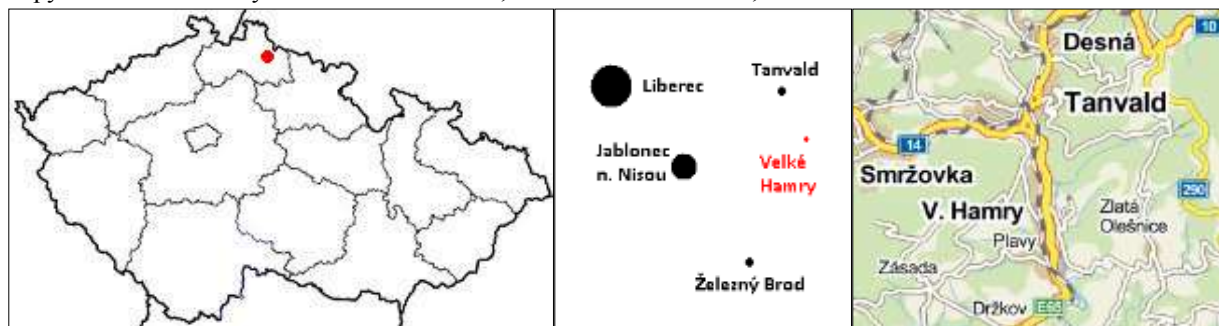 Liberec
Tanvald
Jablonec
n. Nisou
Velké
Hamry
Železný Brod
10
Desná
Tanvald
14
Smržovka
290
V. Hamry
Zlatá
Olešnice
Plavy
Zásada
Držkov
E65